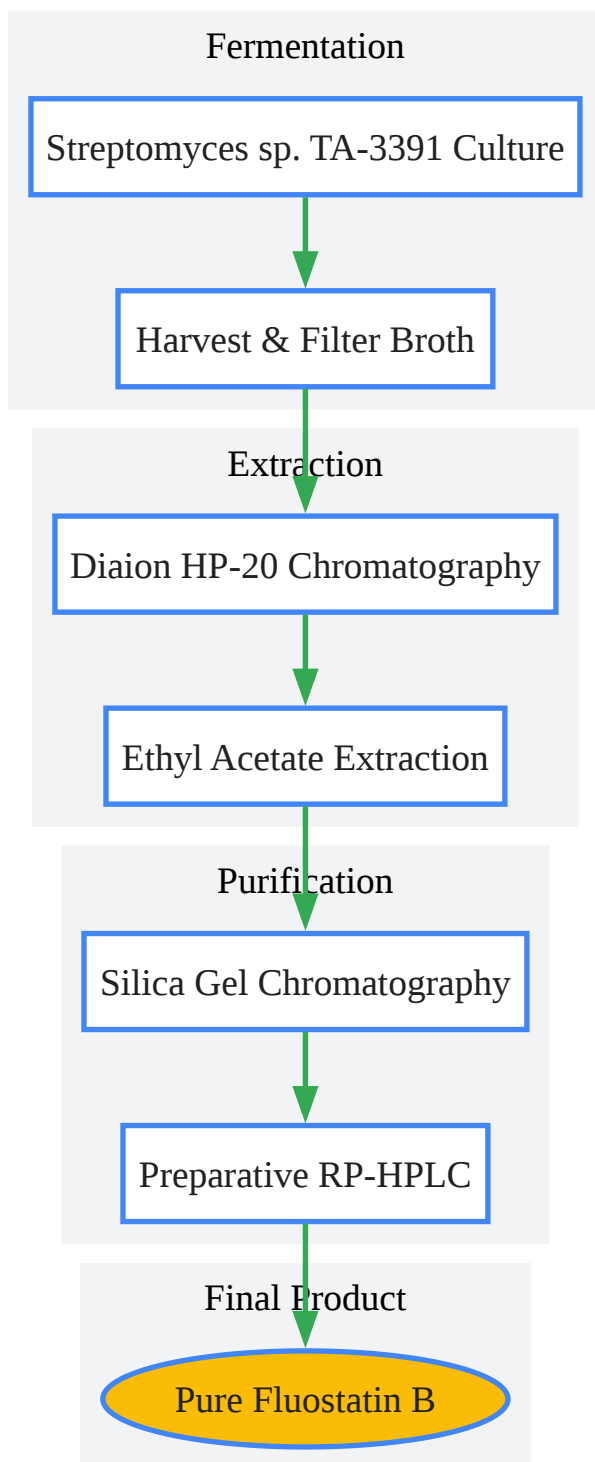 Fermentation
Streptomyces sp. TA-3391 Culture
Harvest & Filter Broth
Extraction
Diaion HP-20 Chromatography
Ethyl Acetate Extraction
Purification
Silica Gel Chromatography
Preparative RP-HPLC
Final Product
Pure Fluostatin B